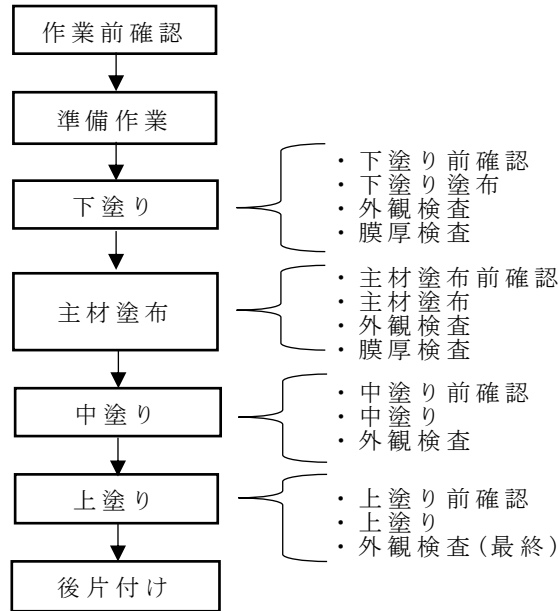 作業前確認
準備作業
下塗り
・下塗り前確認
・下塗り塗布
・外観検査
・膜厚検査
主材塗布
・主材塗布前確認
・主材塗布
・外観検査
・膜厚検査
中塗り
・中塗り前確認
・中塗り
・外観検査
上塗り
・上塗り前確認
・上塗り
・外観検査(最終)
後片付け